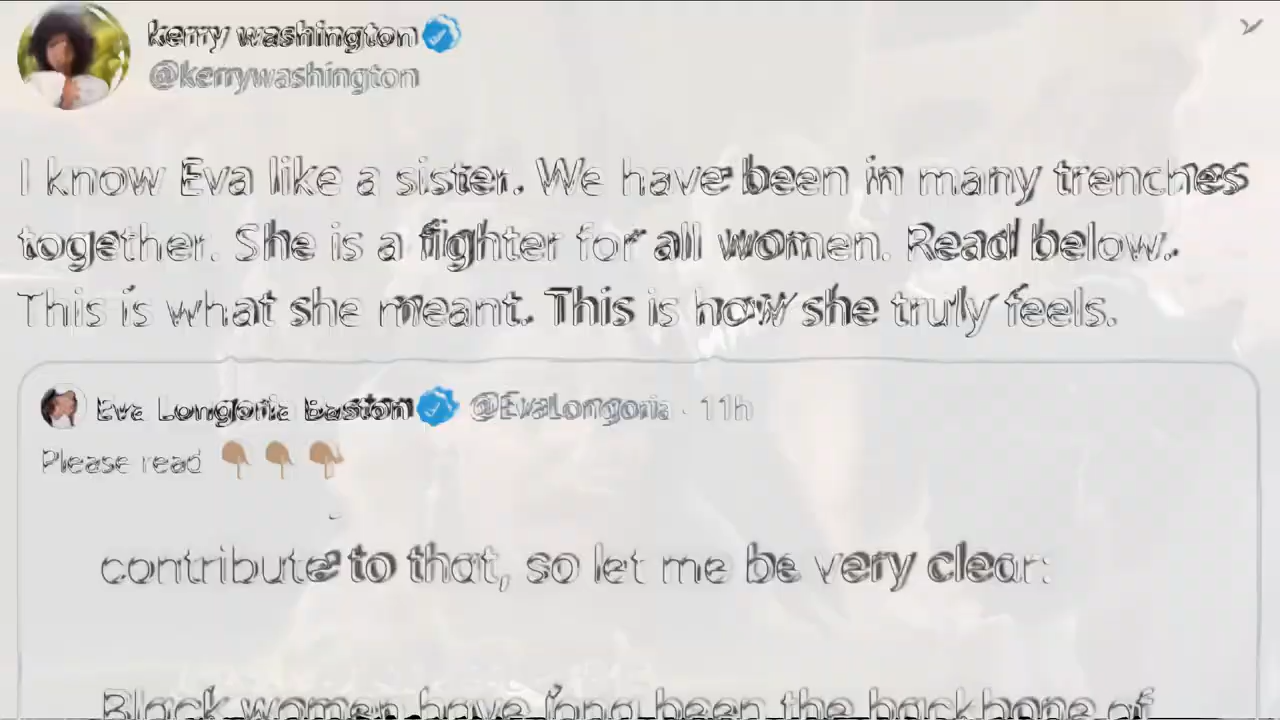 kerry washington
@kerrywashington
I know Eva like a sister. We have been in many trenches
together. She is a fighter for all women. Read below.
This is what she meant. This is how she truly feels.
Eva Longoria Baston @EvaLongoria · 11h
Please read 👇🏽👇🏽👇🏽
contribute to that, so let me be very clear:
Black women have long been the backbone of